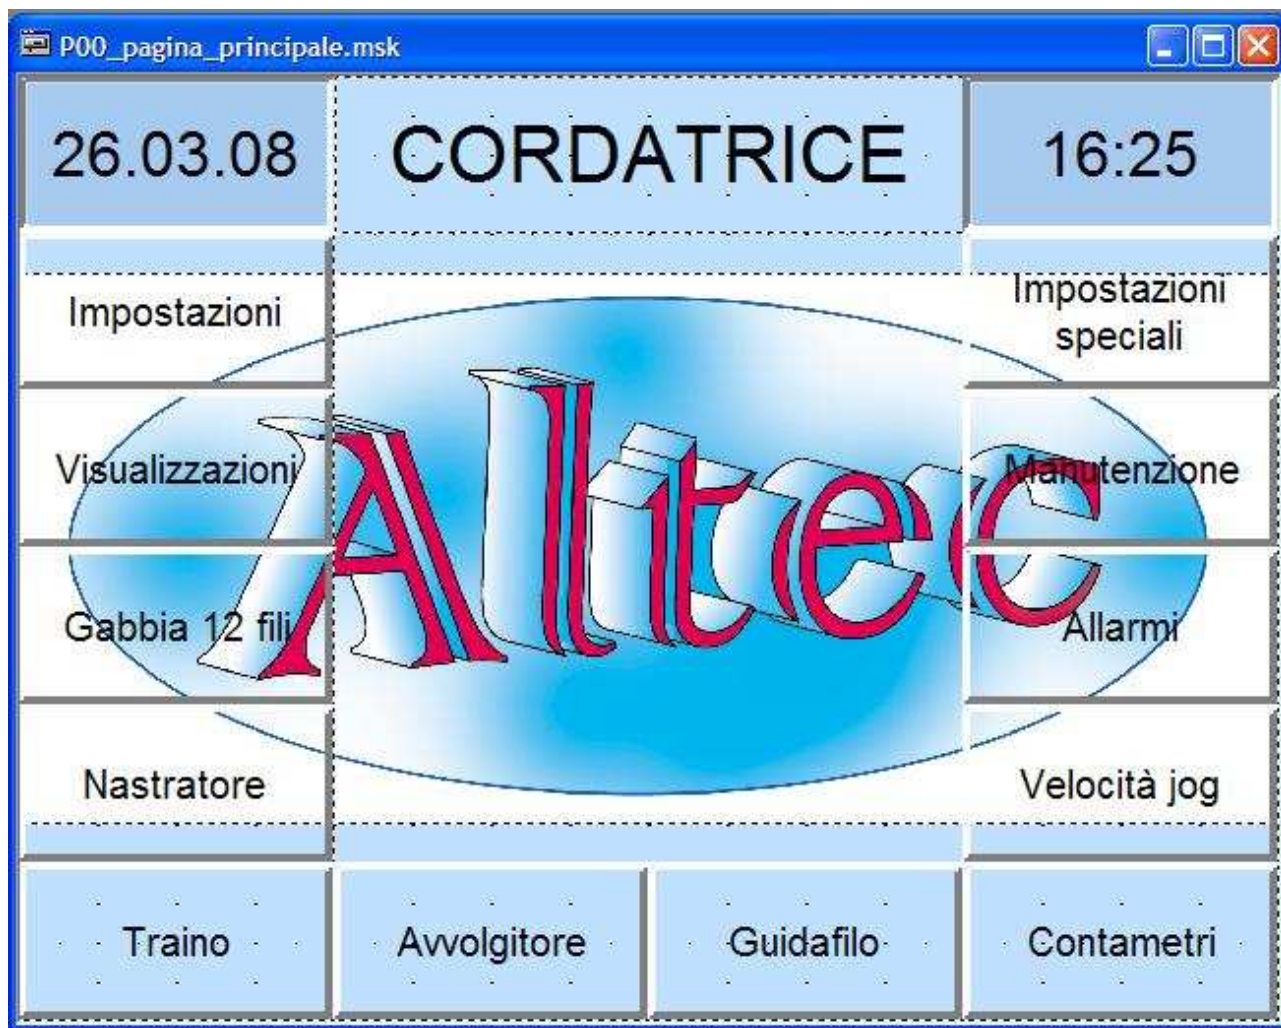 P00_pagina_principale.msk
26.03.08
CORDATRICE
16:25
Impostazioni
Impostazioni
speciali
Visualizzazioni
Manutenzione
Altec
Gabbia 12 fili
Allarmi
Nastratore
Velocità jog
Traino
Avvolgitore
Guidafilo
Contametri